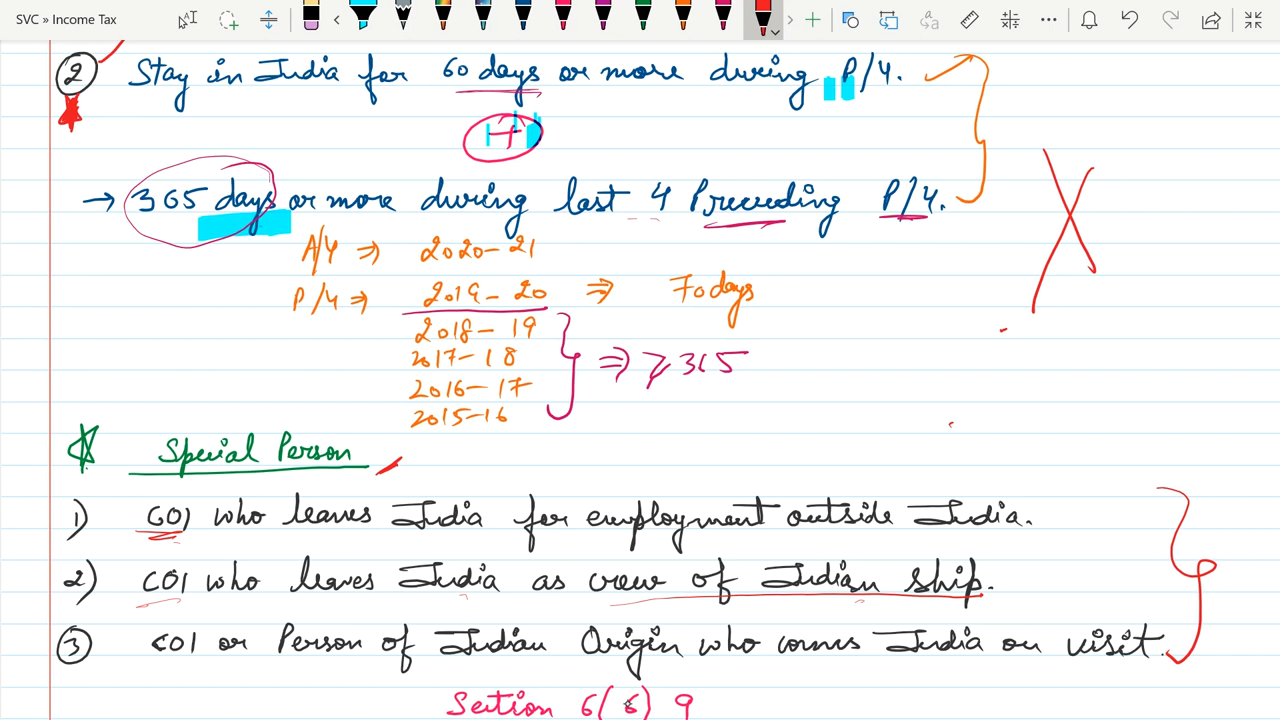 SVC » Income Tax
② Stay in India for 60 days or more during P/Y.
+
→ 365 days or more during last 4 Preceding P/Y.
A/Y ⇒ 2020-21
P/Y ⇒ 2019-20 ⇒ 70 days
2018-19
2017-18 ⇒ ⩾ 365
2016-17
2015-16
Special Person
1) COI who leaves India for employment outside India.
2) COI who leaves India as crew of Indian ship.
③ COI or Person of Indian Origin who comes India on visit.
Section 6(6) 9